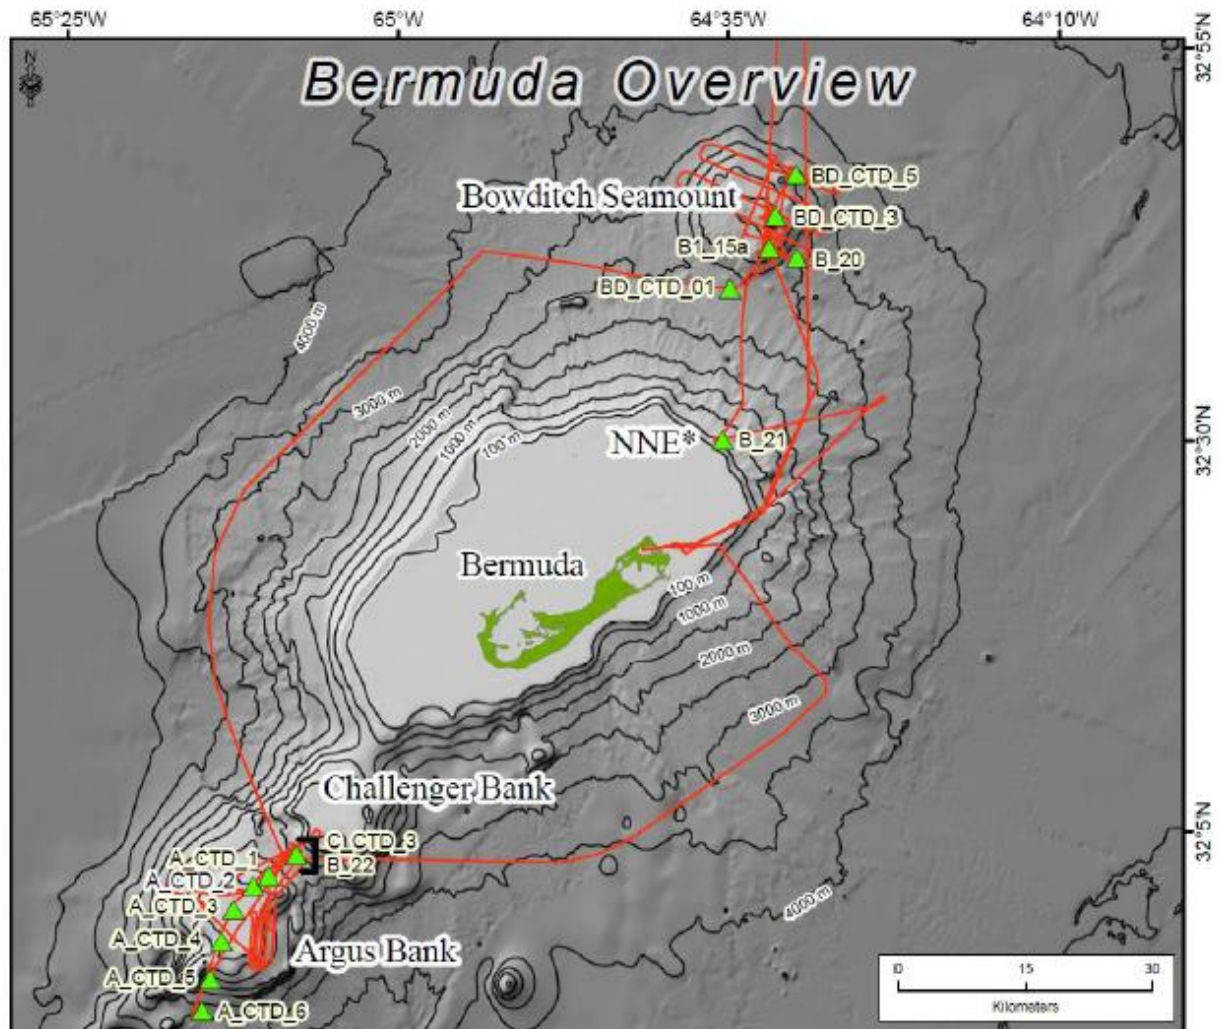 65°25'W 65°W 64°35'W 64°10'W
N
Bermuda Overview
32°55'N
BD_CTD_5
Bowditch Seamount
BD_CTD_3
B1_15a
B_20
BD_CTD_01
4000 m
3000 m
2000 m
1000 m
100 m
NNE*
B_21
32°30'N
Bermuda
100 m
1000 m
2000 m
3000 m
Challenger Bank
32°5'N
C_CTD_3
B_22
A_CTD_1
A_CTD_2
A_CTD_3
4000 m
A_CTD_4
Argus Bank
A_CTD_5
A_CTD_6
0 15 30
Kilometers